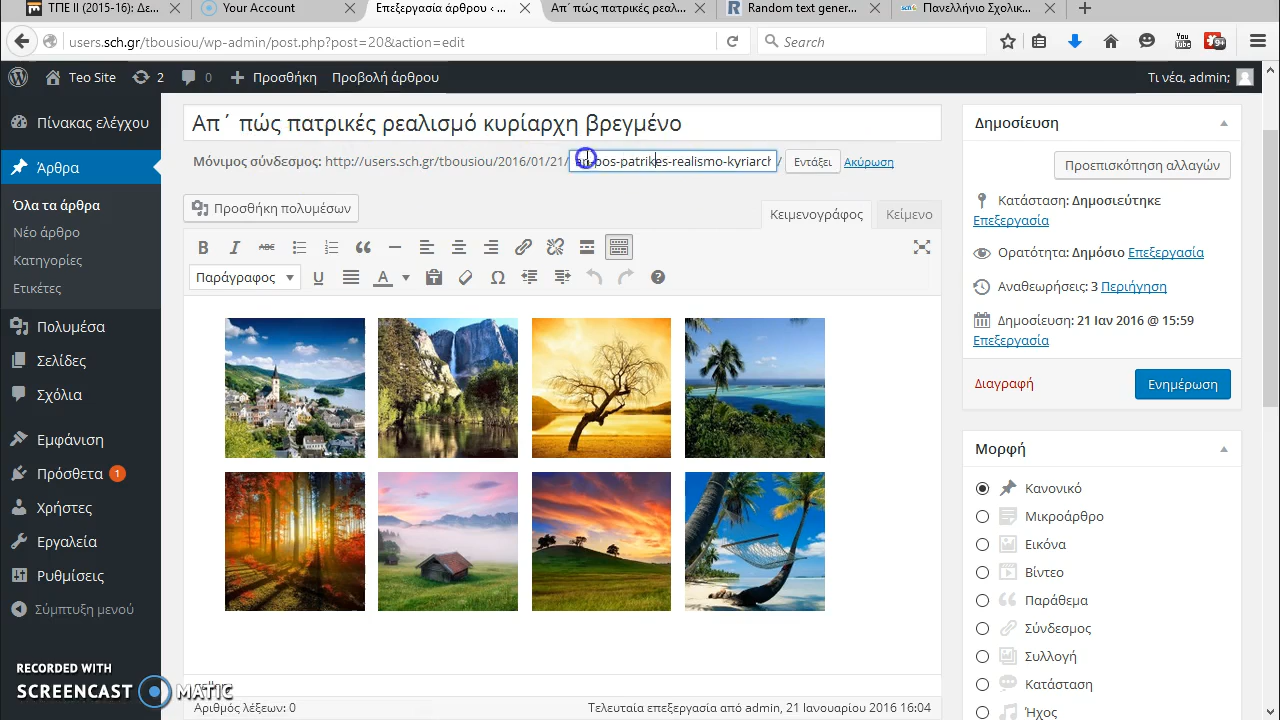 ΤΠΕ ΙΙ (2015-16): Δε...
Your Account
Επεξεργασία άρθρου ‹ ...
Απ΄ πώς πατρικές ρεαλ...
Random text gener...
Πανελλήνιο Σχολικ...
users.sch.gr/tbousiou/wp-admin/post.php?post=20&action=edit
Search
Teo Site
2
0
Προσθήκη
Προβολή άρθρου
Τι νέα, admin;
Πίνακας ελέγχου
Άρθρα
Όλα τα άρθρα
Νέο άρθρο
Κατηγορίες
Ετικέτες
Πολυμέσα
Σελίδες
Σχόλια
Εμφάνιση
Πρόσθετα 1
Χρήστες
Εργαλεία
Ρυθμίσεις
Σύμπτυξη μενού
Απ΄ πώς πατρικές ρεαλισμό κυρίαρχη βρεγμένο
Μόνιμος σύνδεσμος: http://users.sch.gr/tbousiou/2016/01/21/ap-pos-patrikes-realismo-kyriarch / Εντάξει Ακύρωση
Προσθήκη πολυμέσων
Κειμενογράφος
Κείμενο
B I ABC
Παράγραφος U A Ω
Αριθμός λέξεων: 0
Τελευταία επεξεργασία από admin, 21 Ιανουαρίου 2016 16:04
Δημοσίευση
Προεπισκόπηση αλλαγών
Κατάσταση: Δημοσιεύτηκε
Επεξεργασία
Ορατότητα: Δημόσιο Επεξεργασία
Αναθεωρήσεις: 3 Περιήγηση
Δημοσίευση: 21 Ιαν 2016 @ 15:59
Επεξεργασία
Διαγραφή
Ενημέρωση
Μορφή
Κανονικό
Μικροάρθρο
Εικόνα
Βίντεο
Παράθεμα
Σύνδεσμος
Συλλογή
Κατάσταση
Ήχος
RECORDED WITH
SCREENCAST MATIC